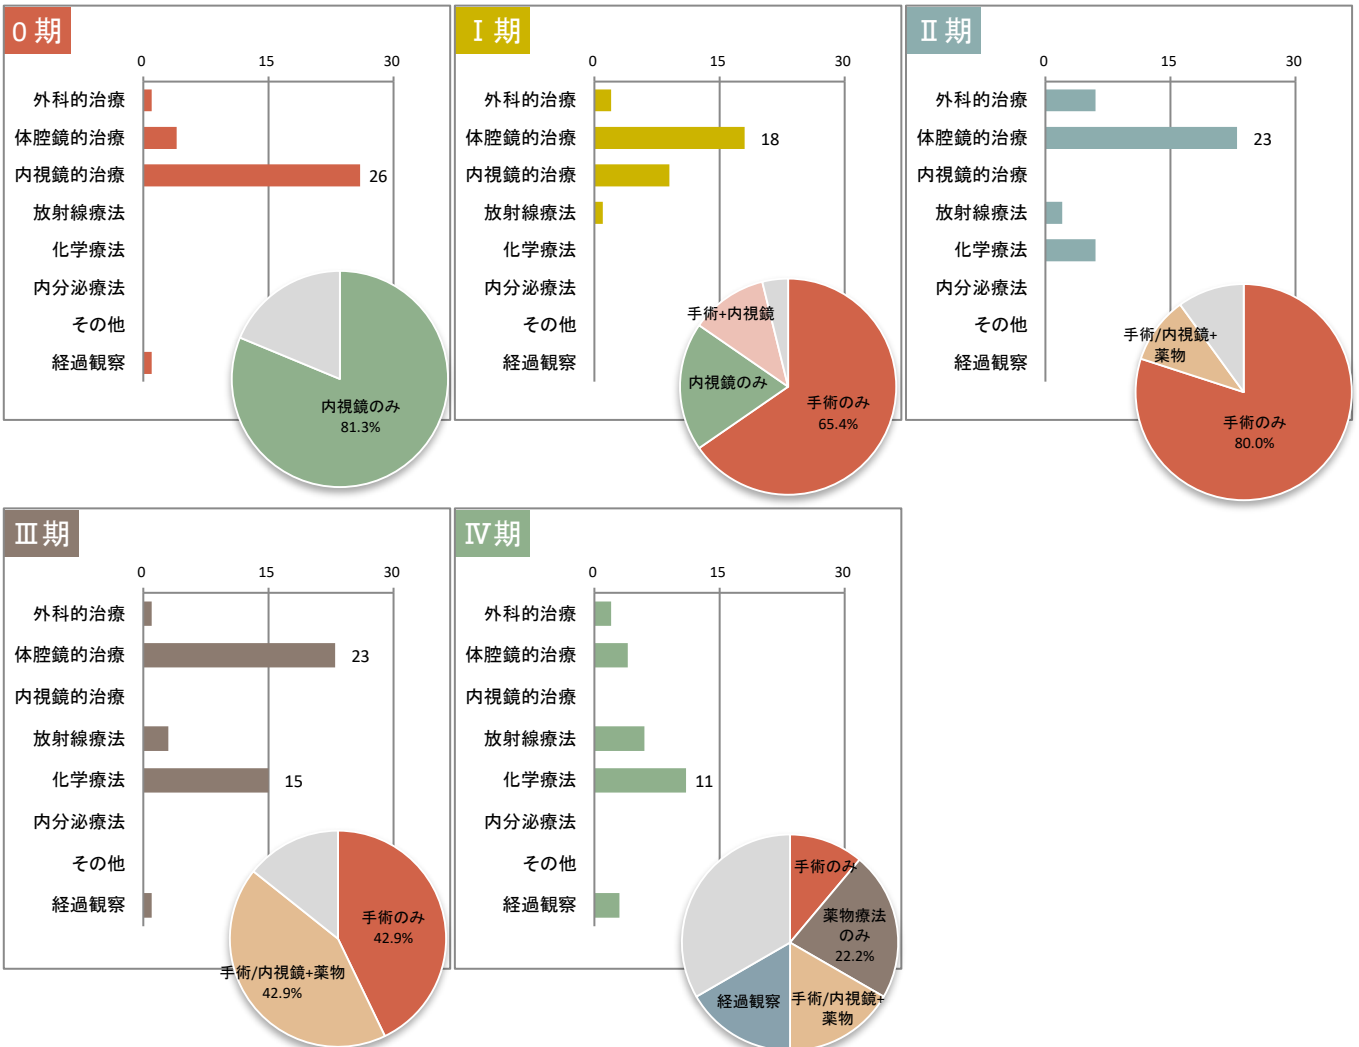 0 期
0 15 30
外科的治療
体腔鏡的治療
内視鏡的治療 26
放射線療法
化学療法
内分泌療法
その他
経過観察
内視鏡のみ
81.3%
Ⅰ 期
0 15 30
外科的治療
体腔鏡的治療 18
内視鏡的治療
放射線療法
化学療法
内分泌療法
その他
経過観察
手術+内視鏡
内視鏡のみ
手術のみ
65.4%
Ⅱ 期
0 15 30
外科的治療
体腔鏡的治療 23
内視鏡的治療
放射線療法
化学療法
内分泌療法
その他
経過観察
手術/内視鏡+
薬物
手術のみ
80.0%
Ⅲ 期
0 15 30
外科的治療
体腔鏡的治療 23
内視鏡的治療
放射線療法
化学療法 15
内分泌療法
その他
経過観察
手術のみ
42.9%
手術/内視鏡+薬物
42.9%
Ⅳ 期
0 15 30
外科的治療
体腔鏡的治療
内視鏡的治療
放射線療法
化学療法 11
内分泌療法
その他
経過観察
手術のみ
薬物療法
のみ
22.2%
経過観察
手術/内視鏡+
薬物